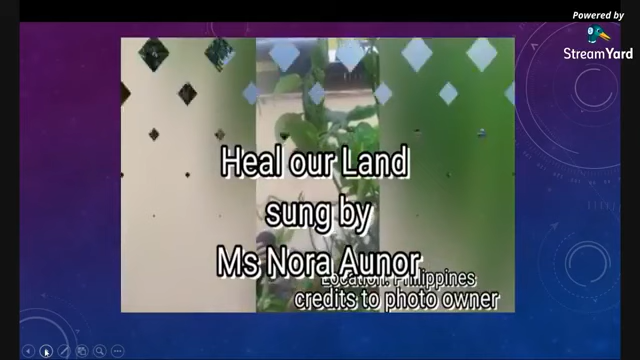 Powered by
StreamYard
Heal our Land
sung by
Ms Nora Aunor
Location: Philippines
credits to photo owner